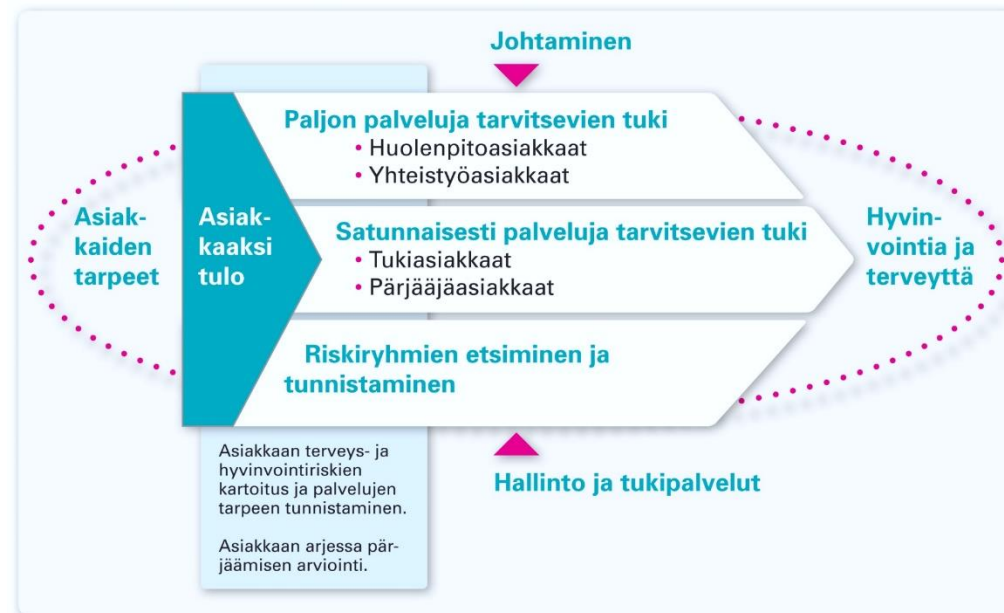 Johtaminen
Paljon palveluja tarvitsevien tuki
• Huolenpitoasiakkaat
• Yhteistyöasiakkaat
Asiak-
kaiden
tarpeet
Asiak-
kaaksi
tulo
Satunnaisesti palveluja tarvitsevien tuki
• Tukiasiakkaat
• Pärjääjäasiakkaat
Hyvin-
vointia ja
terveyttä
Riskiryhmien etsiminen ja
tunnistaminen
Asiakkaan terveys- ja
hyvinvointiriskien
kartoitus ja palvelujen
tarpeen tunnistaminen.
Asiakkaan arjessa pär-
jäämisen arviointi.
Hallinto ja tukipalvelut